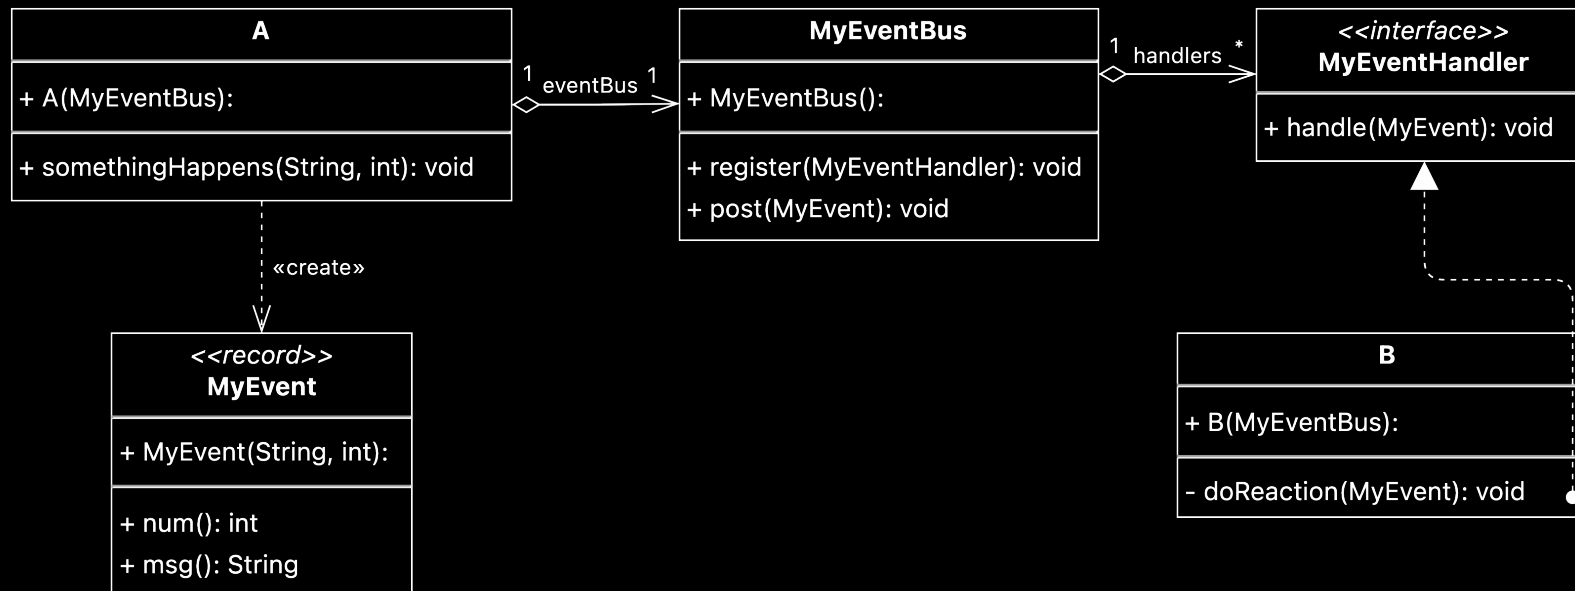 A
+ A(MyEventBus):
+ somethingHappens(String, int): void
1
eventBus
1
MyEventBus
+ MyEventBus():
+ register(MyEventHandler): void
+ post(MyEvent): void
1
handlers
*
<<interface>>
MyEventHandler
+ handle(MyEvent): void
«create»
<<record>>
MyEvent
+ MyEvent(String, int):
+ num(): int
+ msg(): String
B
+ B(MyEventBus):
- doReaction(MyEvent): void